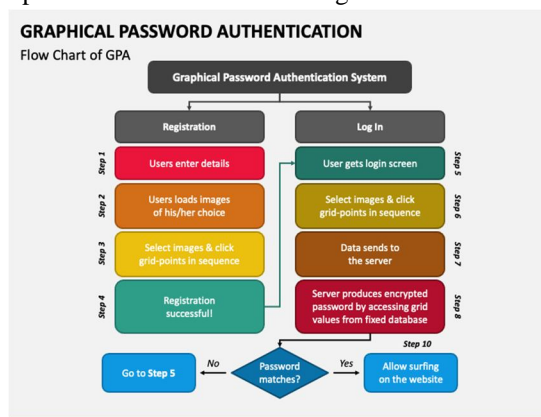 GRAPHICAL PASSWORD AUTHENTICATION
Flow Chart of GPA
Graphical Password Authentication System
Registration
Log In
Step 1
Users enter details
User gets login screen
Step 5
Step 2
Users loads images
of his/her choice
Select images & click
grid-points in sequence
Step 6
Step 3
Select images & click
grid-points in sequence
Data sends to
the server
Step 7
Step 4
Registration
successful!
Server produces encrypted
password by accessing grid
values from fixed database
Step 8
Step 10
Go to Step 5
No
Password
matches?
Yes
Allow surfing
on the website